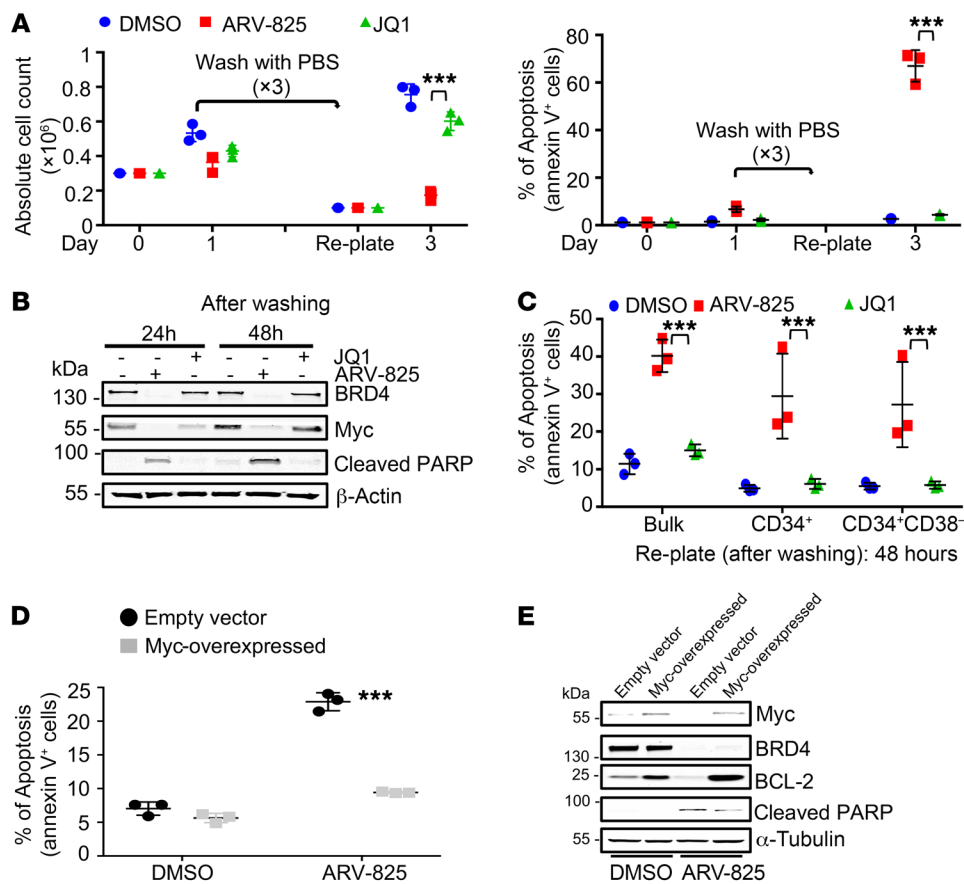 A
DMSO ARV-825 JQ1
Absolute cell count
(×10⁶)
1
0.8
0.6
0.4
0.2
0
Wash with PBS
(×3)
***
Day 0 1 Re-plate 3
% of Apoptosis
(annexin V⁺ cells)
80
60
40
20
0
Wash with PBS
(×3)
***
Day 0 1 Re-plate 3
B
After washing
24h 48h
- - + - - + JQ1
- + - - + - ARV-825
kDa
130 - BRD4
55 - Myc
100 - Cleaved PARP
55 - β-Actin
C
DMSO ARV-825 JQ1
% of Apoptosis
(annexin V⁺ cells)
50
40
30
20
10
0
*** *** ***
Bulk CD34⁺ CD34⁺CD38⁻
Re-plate (after washing): 48 hours
D
Empty vector
Myc-overexpressed
% of Apoptosis
(annexin V⁺ cells)
25
20
15
10
5
0
***
DMSO ARV-825
E
Empty vector
Myc-overexpressed
Empty vector
Myc-overexpressed
kDa
55 - Myc
130 - BRD4
25 - BCL-2
100 - Cleaved PARP
55 - α-Tubulin
DMSO ARV-825